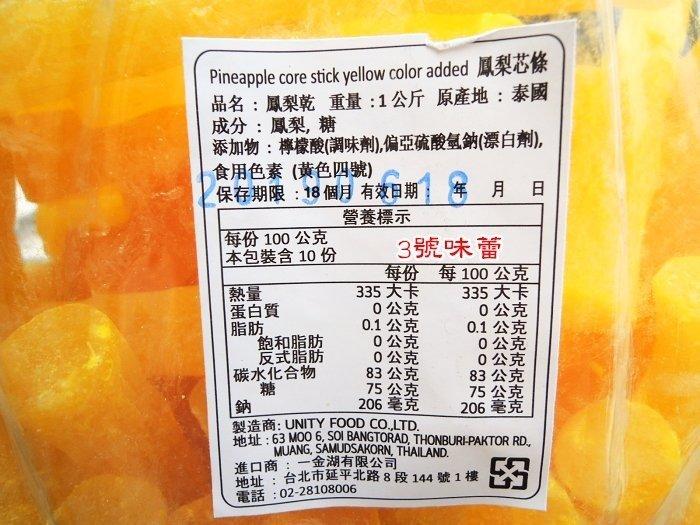 Pineapple core stick yellow color added 鳳梨芯條
品名：鳳梨乾 重量：1公斤 原產地：泰國
成分：鳳梨, 糖
添加物：檸檬酸(調味劑),偏亞硫酸氫鈉(漂白劑),
食用色素 (黃色四號)
20190618
保存期限：18個月 有效日期： 年 月 日
營養標示
每份 100 公克
本包裝含 10 份
3號味蕾
每份 每 100 公克
熱量 335 大卡 335 大卡
蛋白質 0 公克 0 公克
脂肪 0.1 公克 0.1 公克
飽和脂肪 0 公克 0 公克
反式脂肪 0 公克 0 公克
碳水化合物 83 公克 83 公克
糖 75 公克 75 公克
鈉 206 毫克 206 毫克
製造商: UNITY FOOD CO.,LTD.
地址：63 MOO 6, SOI BANGTORAD, THONBURI-PAKTOR RD.,
MUANG, SAMUDSAKORN, THAILAND.
進口商：一金湖有限公司
地址：台北市延平北路 8 段 144 號 1 樓
電話：02-28108006